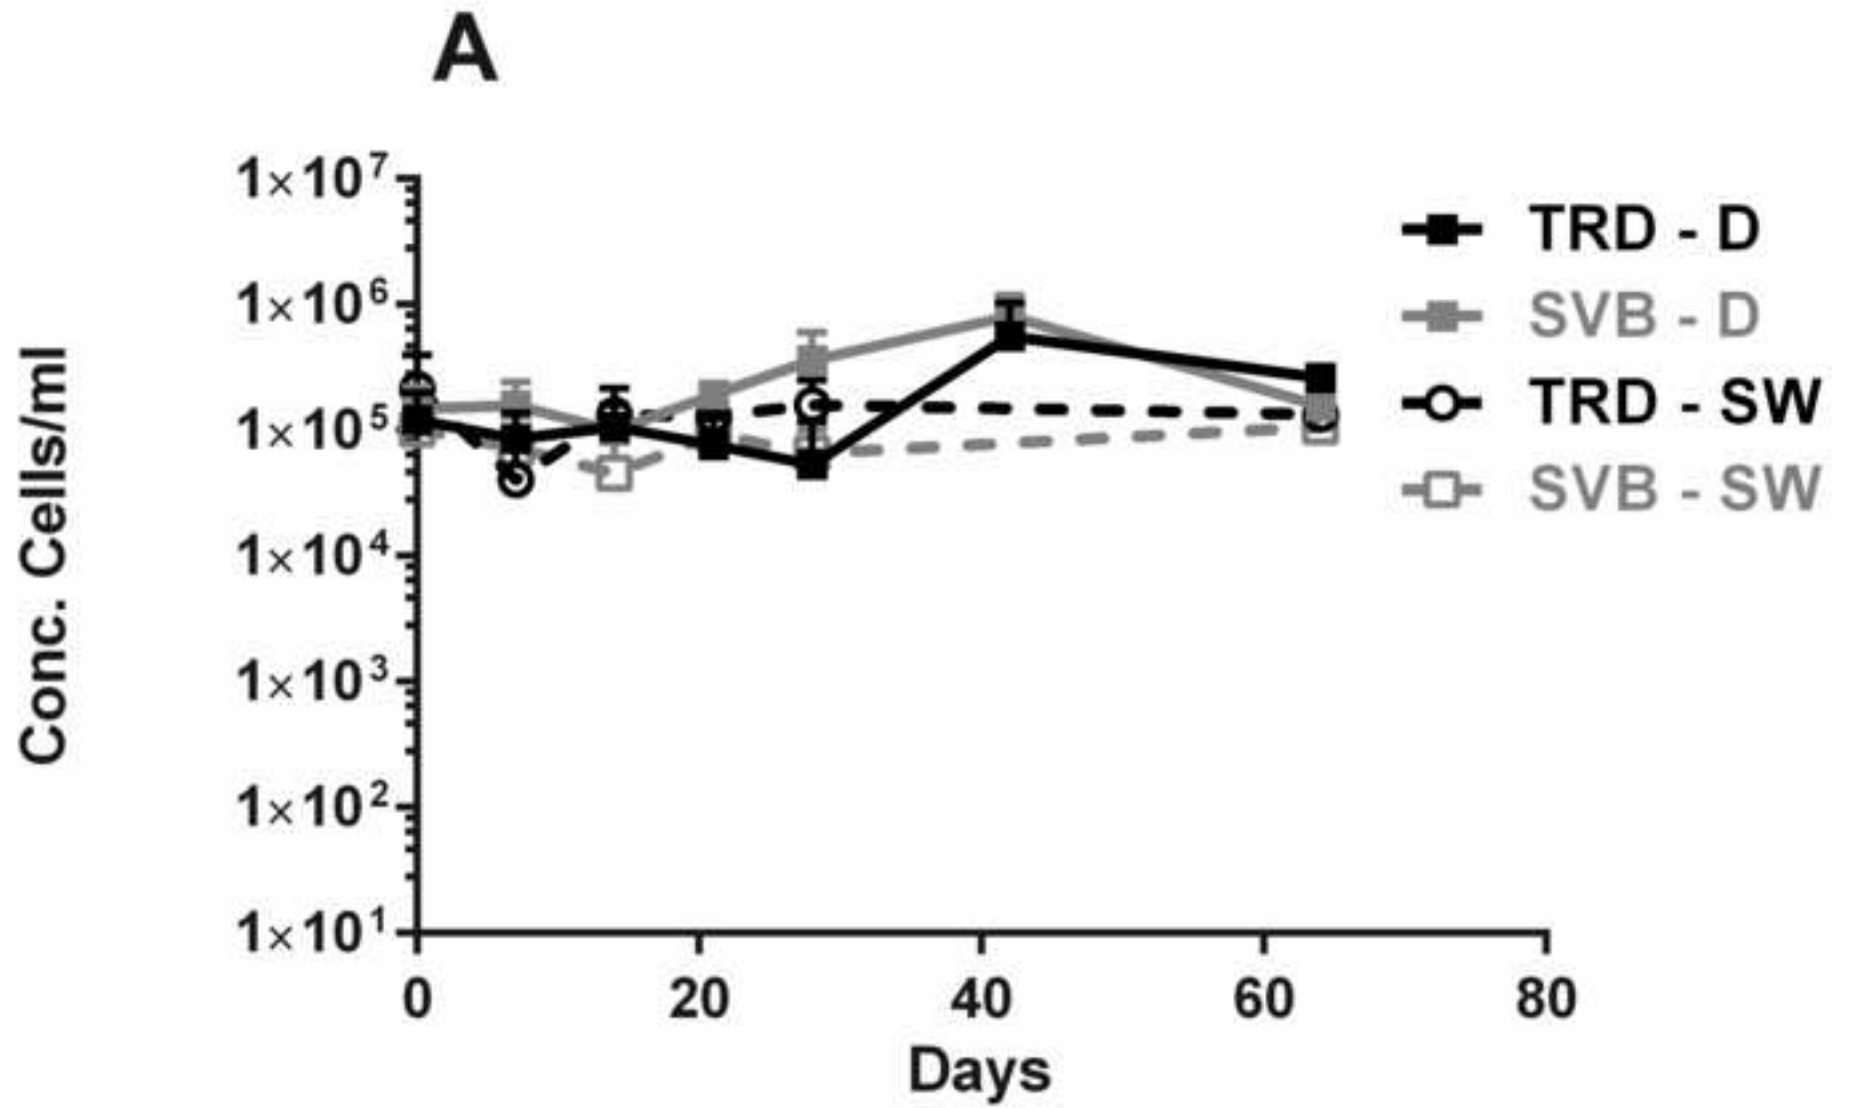 A
1×10⁷
1×10⁶
1×10⁵
1×10⁴
1×10³
1×10²
1×10¹
Conc. Cells/ml
0 20 40 60 80
Days
TRD - D
SVB - D
TRD - SW
SVB - SW